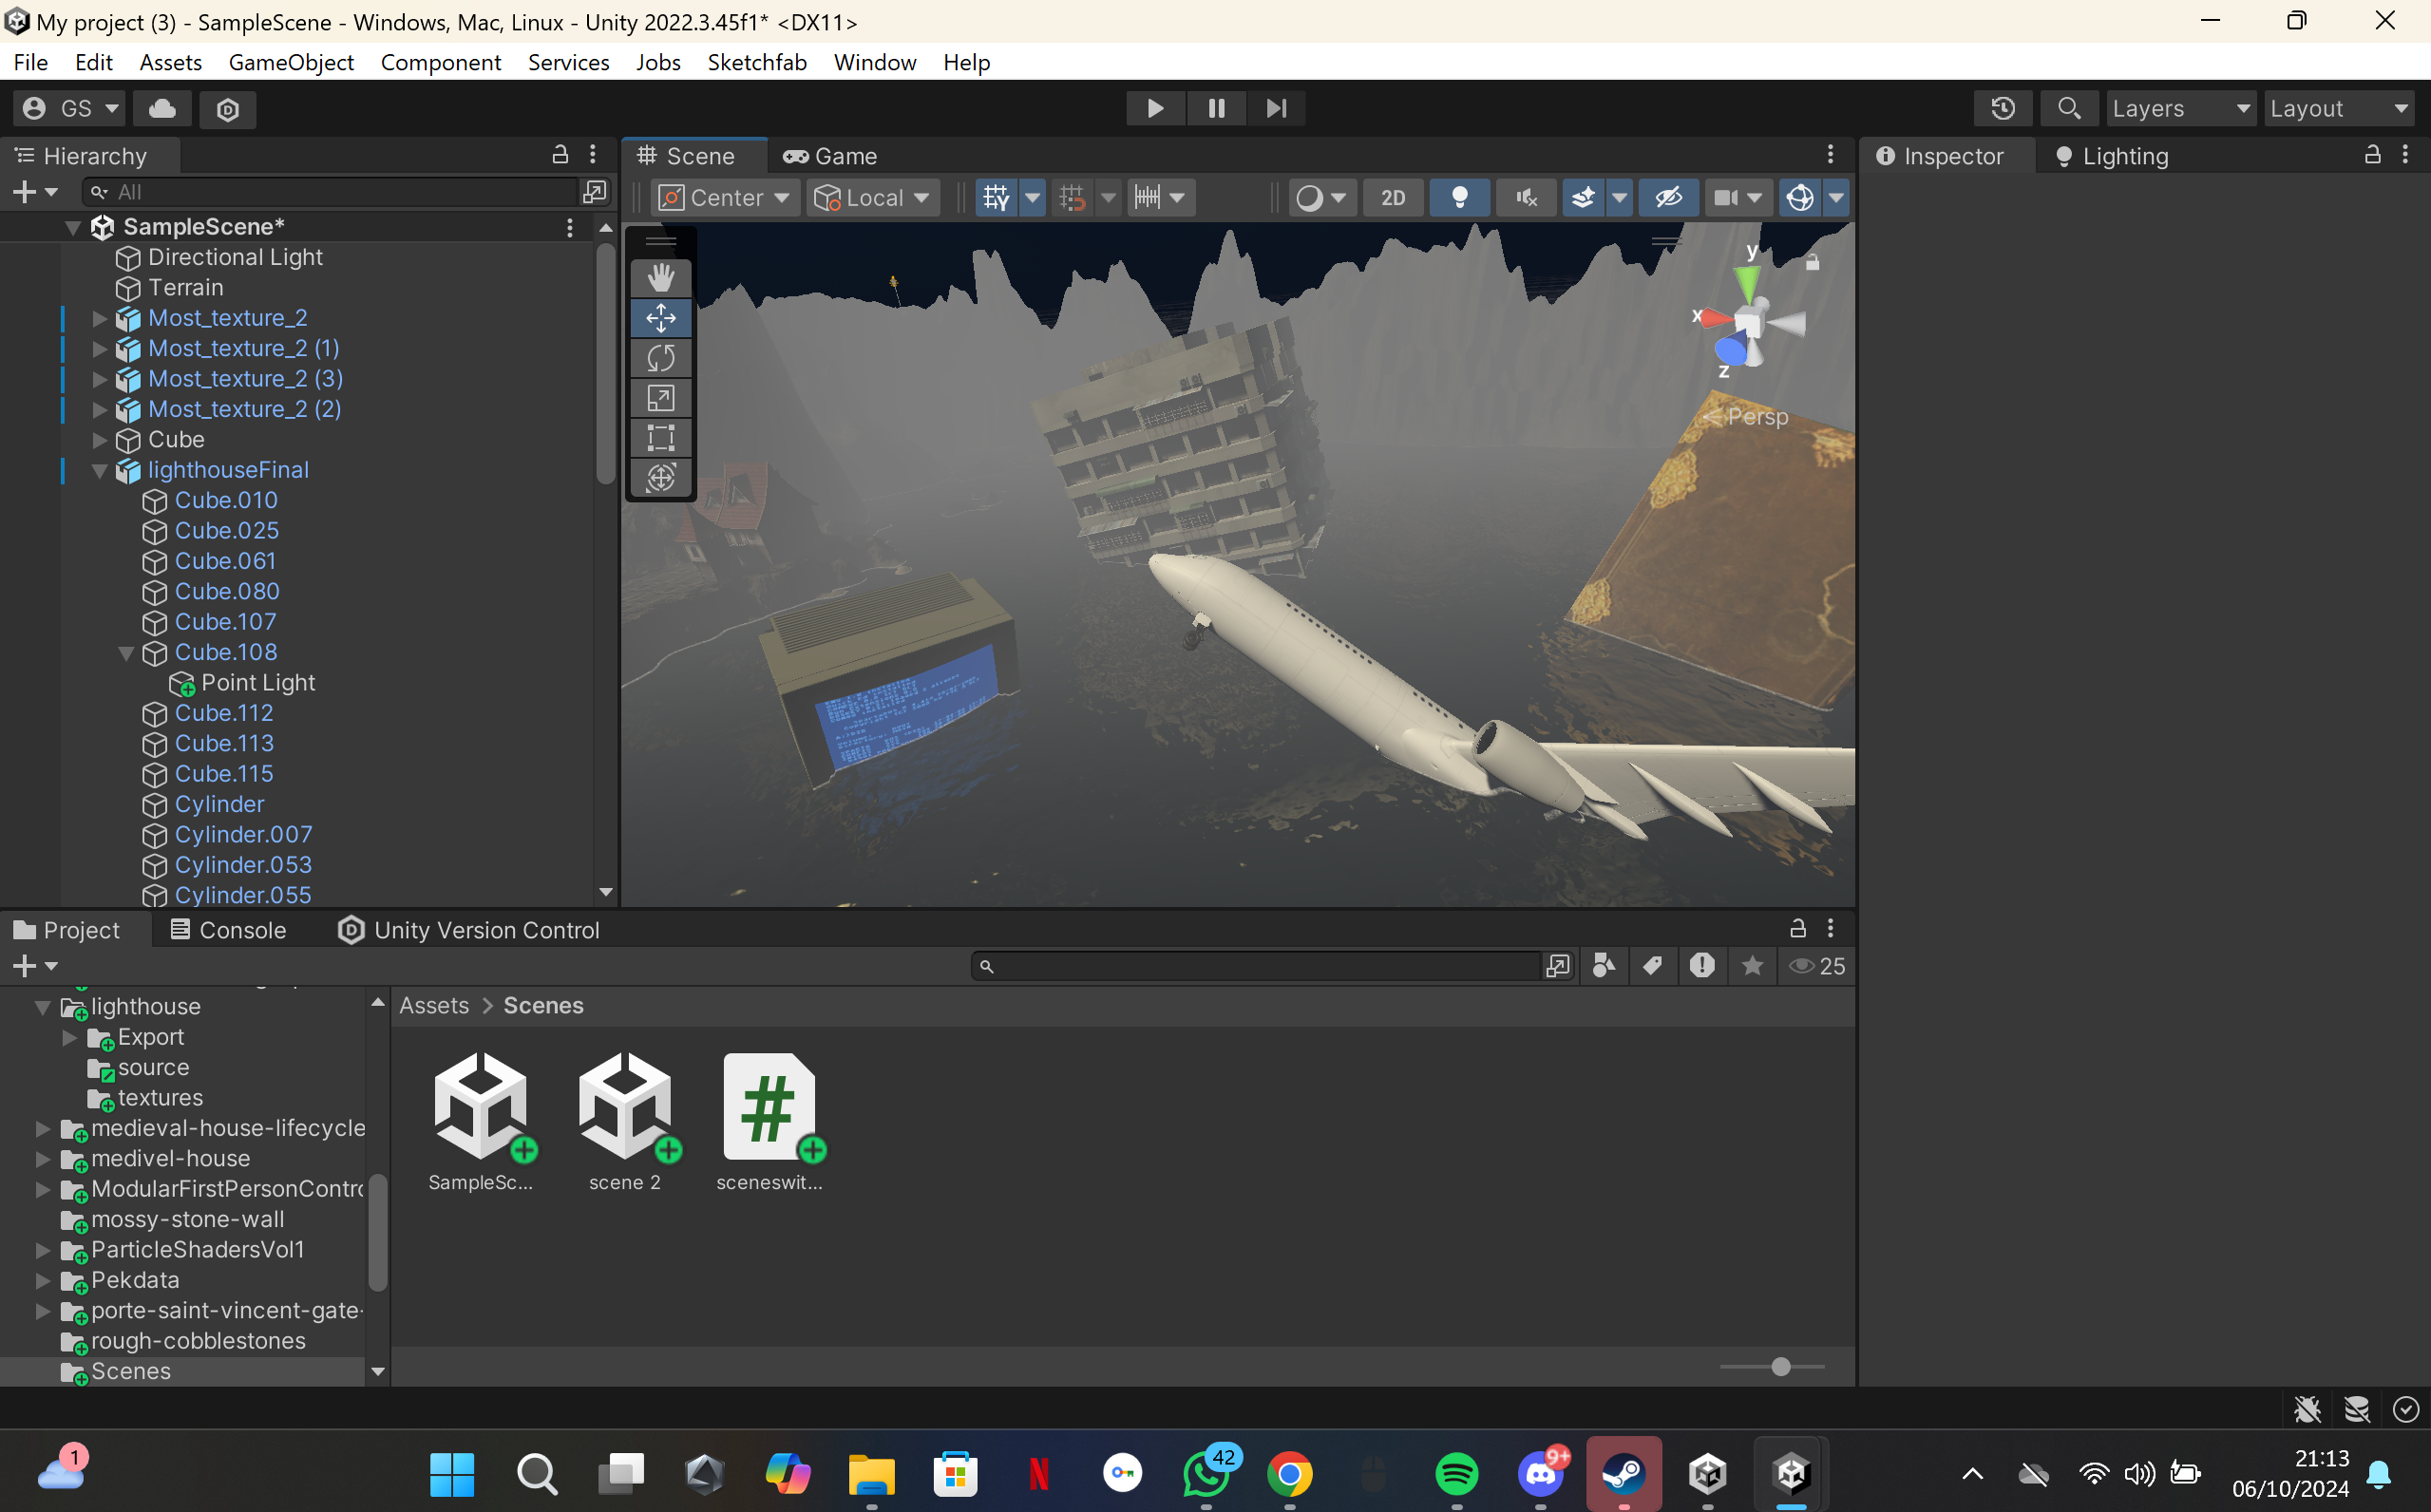 My project (3) - SampleScene - Windows, Mac, Linux - Unity 2022.3.45f1* <DX11>
File Edit Assets GameObject Component Services Jobs Sketchfab Window Help
GS
Layers
Layout
Hierarchy
Scene
Game
Inspector
Lighting
All
Center
Local
2D
SampleScene*
Directional Light
Terrain
Most_texture_2
Most_texture_2 (1)
Most_texture_2 (3)
Most_texture_2 (2)
Cube
lighthouseFinal
Cube.010
Cube.025
Cube.061
Cube.080
Cube.107
Cube.108
Point Light
Cube.112
Cube.113
Cube.115
Cylinder
Cylinder.007
Cylinder.053
Cylinder.055
y
x
z
< Persp
Project
Console
Unity Version Control
25
lighthouse
Export
source
textures
medieval-house-lifecycle
medivel-house
ModularFirstPersonContro
mossy-stone-wall
ParticleShadersVol1
Pekdata
porte-saint-vincent-gate-
rough-cobblestones
Scenes
Assets > Scenes
SampleSc...
scene 2
sceneswit...
1
42
9+
21:13
06/10/2024